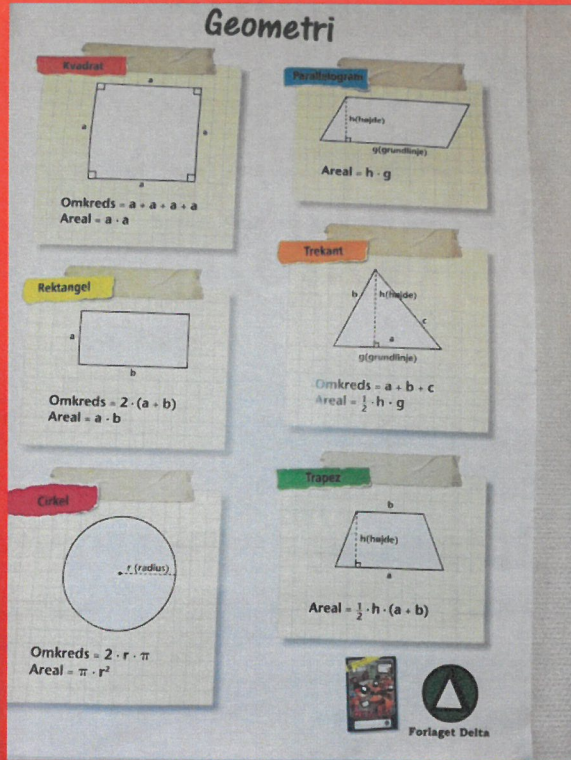 Geometri
Kvadrat
a
a
a
a
Omkreds = a + a + a + a
Areal = a · a
Parallelogram
h(højde)
g(grundlinje)
Areal = h · g
Rektangel
a
b
Omkreds = 2 · (a + b)
Areal = a · b
Trekant
b
h(højde)
c
a
g(grundlinje)
Omkreds = a + b + c
Areal = ½ · h · g
Cirkel
r (radius)
Omkreds = 2 · r · π
Areal = π · r²
Trapez
b
h(højde)
a
Areal = ½ · h · (a + b)
Forlaget Delta